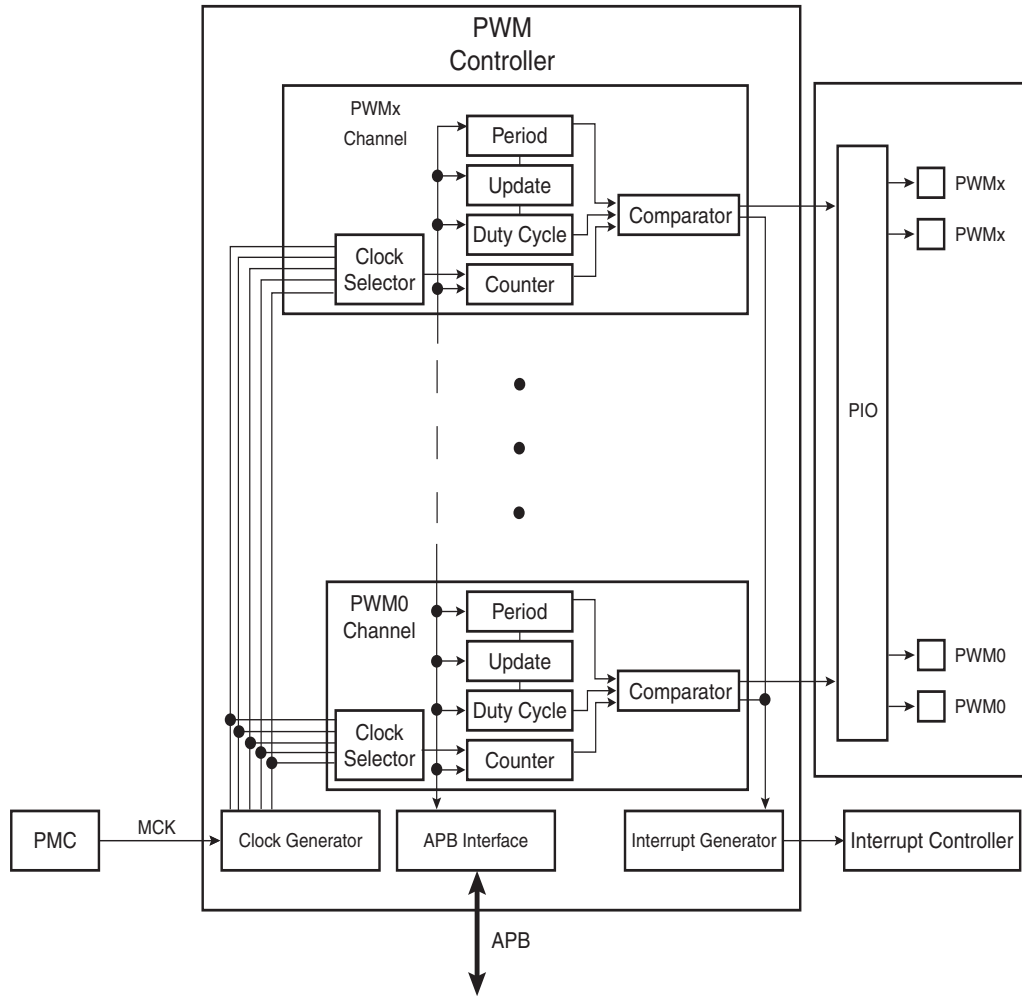 PWM
Controller
PWMx
Channel
Period
Update
Duty Cycle
Counter
Clock
Selector
Comparator
PIO
PWMx
PWMx
PWM0
Channel
Period
Update
Duty Cycle
Counter
Clock
Selector
Comparator
PWM0
PWM0
PMC
MCK
Clock Generator
APB Interface
Interrupt Generator
Interrupt Controller
APB